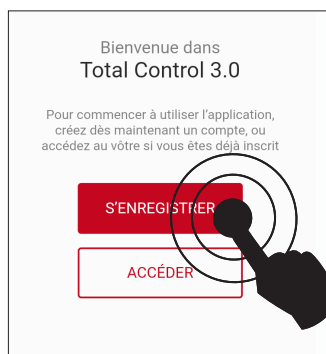 Bienvenue dans
Total Control 3.0
Pour commencer à utiliser l'application,
créez dès maintenant un compte, ou
accédez au vôtre si vous êtes déjà inscrit
S'ENREGISTRER
ACCÉDER